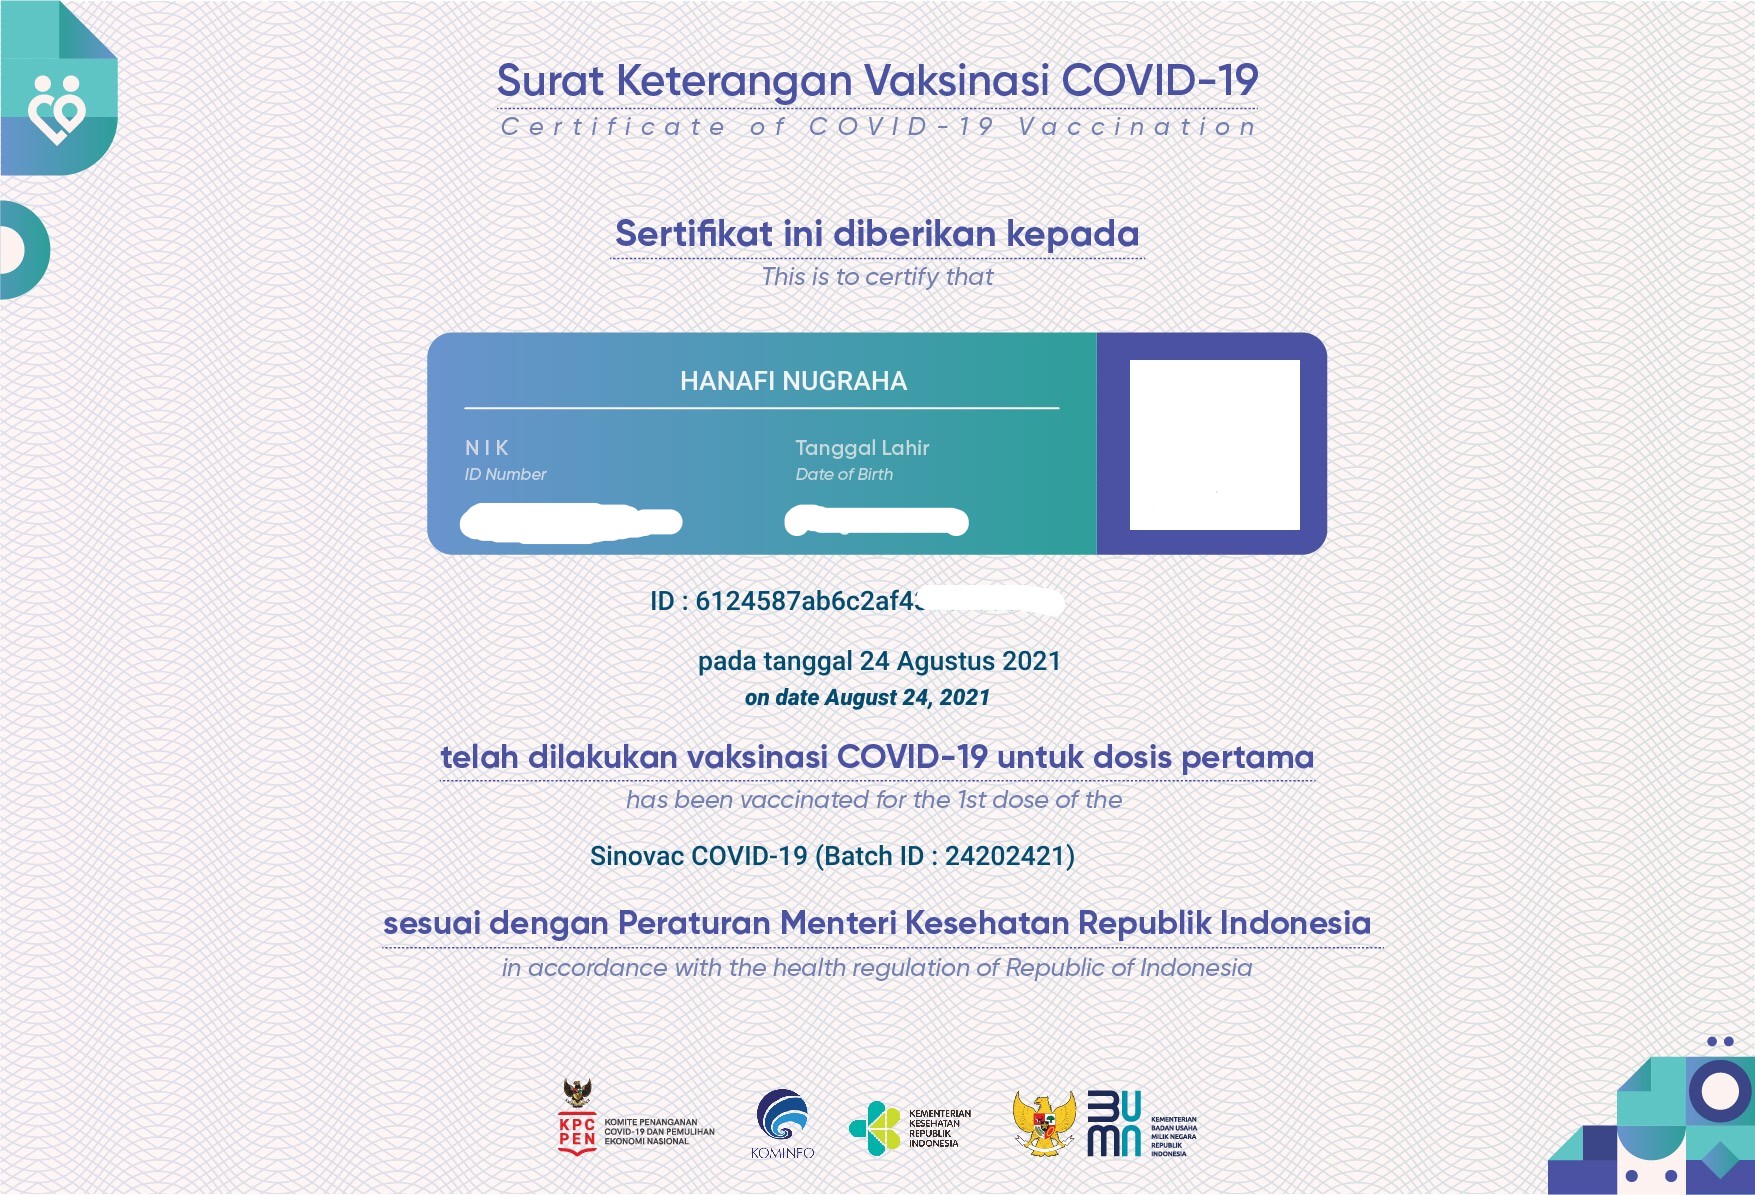 Surat Keterangan Vaksinasi COVID-19
Certificate of COVID-19 Vaccination
Sertifikat ini diberikan kepada
This is to certify that
HANAFI NUGRAHA
NIK
ID Number
Tanggal Lahir
Date of Birth
ID : 6124587ab6c2af43
pada tanggal 24 Agustus 2021
on date August 24, 2021
telah dilakukan vaksinasi COVID-19 untuk dosis pertama
has been vaccinated for the 1st dose of the
Sinovac COVID-19 (Batch ID : 24202421)
sesuai dengan Peraturan Menteri Kesehatan Republik Indonesia
in accordance with the health regulation of Republic of Indonesia
KPC
PEN
KOMITE PENANGANAN
COVID-19 DAN PEMULIHAN
EKONOMI NASIONAL
KOMINFO
KEMENTERIAN
KESEHATAN
REPUBLIK
INDONESIA
BUMN
KEMENTERIAN
BADAN USAHA
MILIK NEGARA
REPUBLIK
INDONESIA